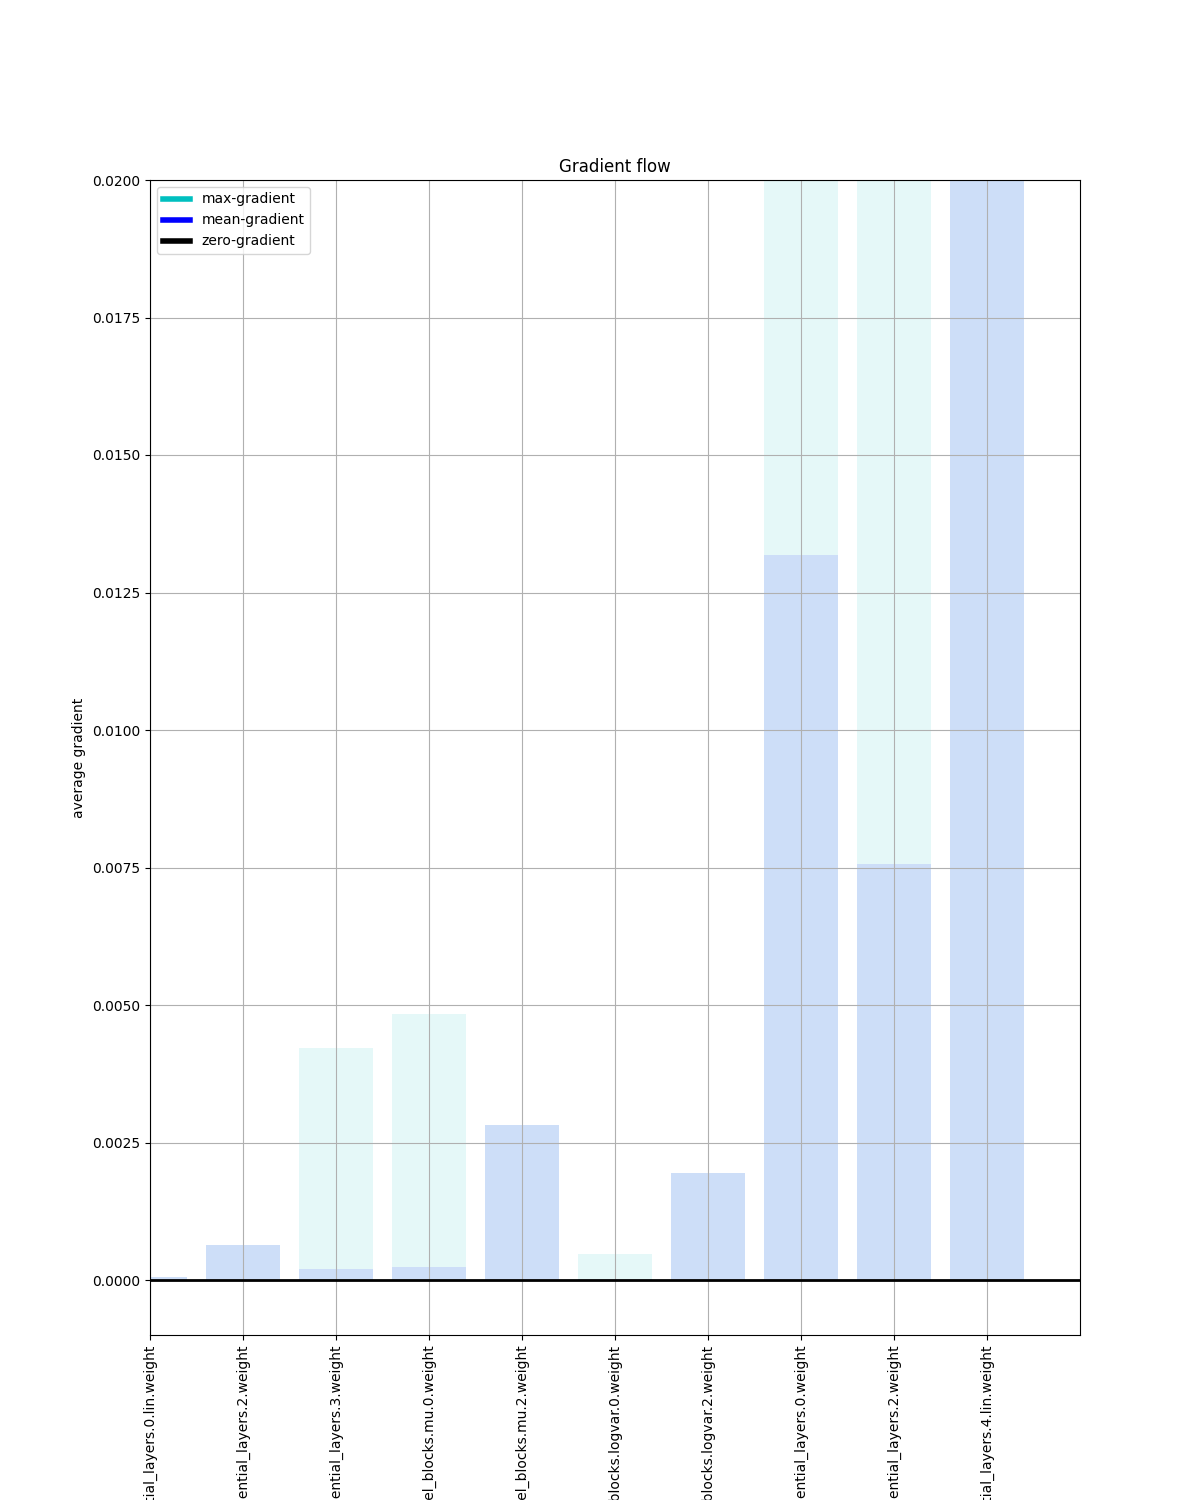 Gradient flow
max-gradient
mean-gradient
zero-gradient
0.0200
0.0175
0.0150
0.0125
0.0100
0.0075
0.0050
0.0025
0.0000
average gradient
tial_layers.0.lin.weight
ential_layers.2.weight
ential_layers.3.weight
el_blocks.mu.0.weight
el_blocks.mu.2.weight
blocks.logvar.0.weight
blocks.logvar.2.weight
ential_layers.0.weight
ential_layers.2.weight
tial_layers.4.lin.weight